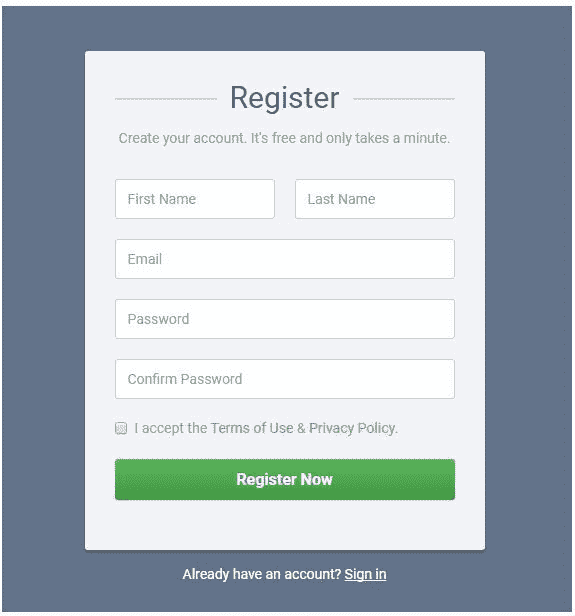 Register
Create your account. It's free and only takes a minute.
First Name
Last Name
Email
Password
Confirm Password
I accept the Terms of Use & Privacy Policy.
Register Now
Already have an account? Sign in